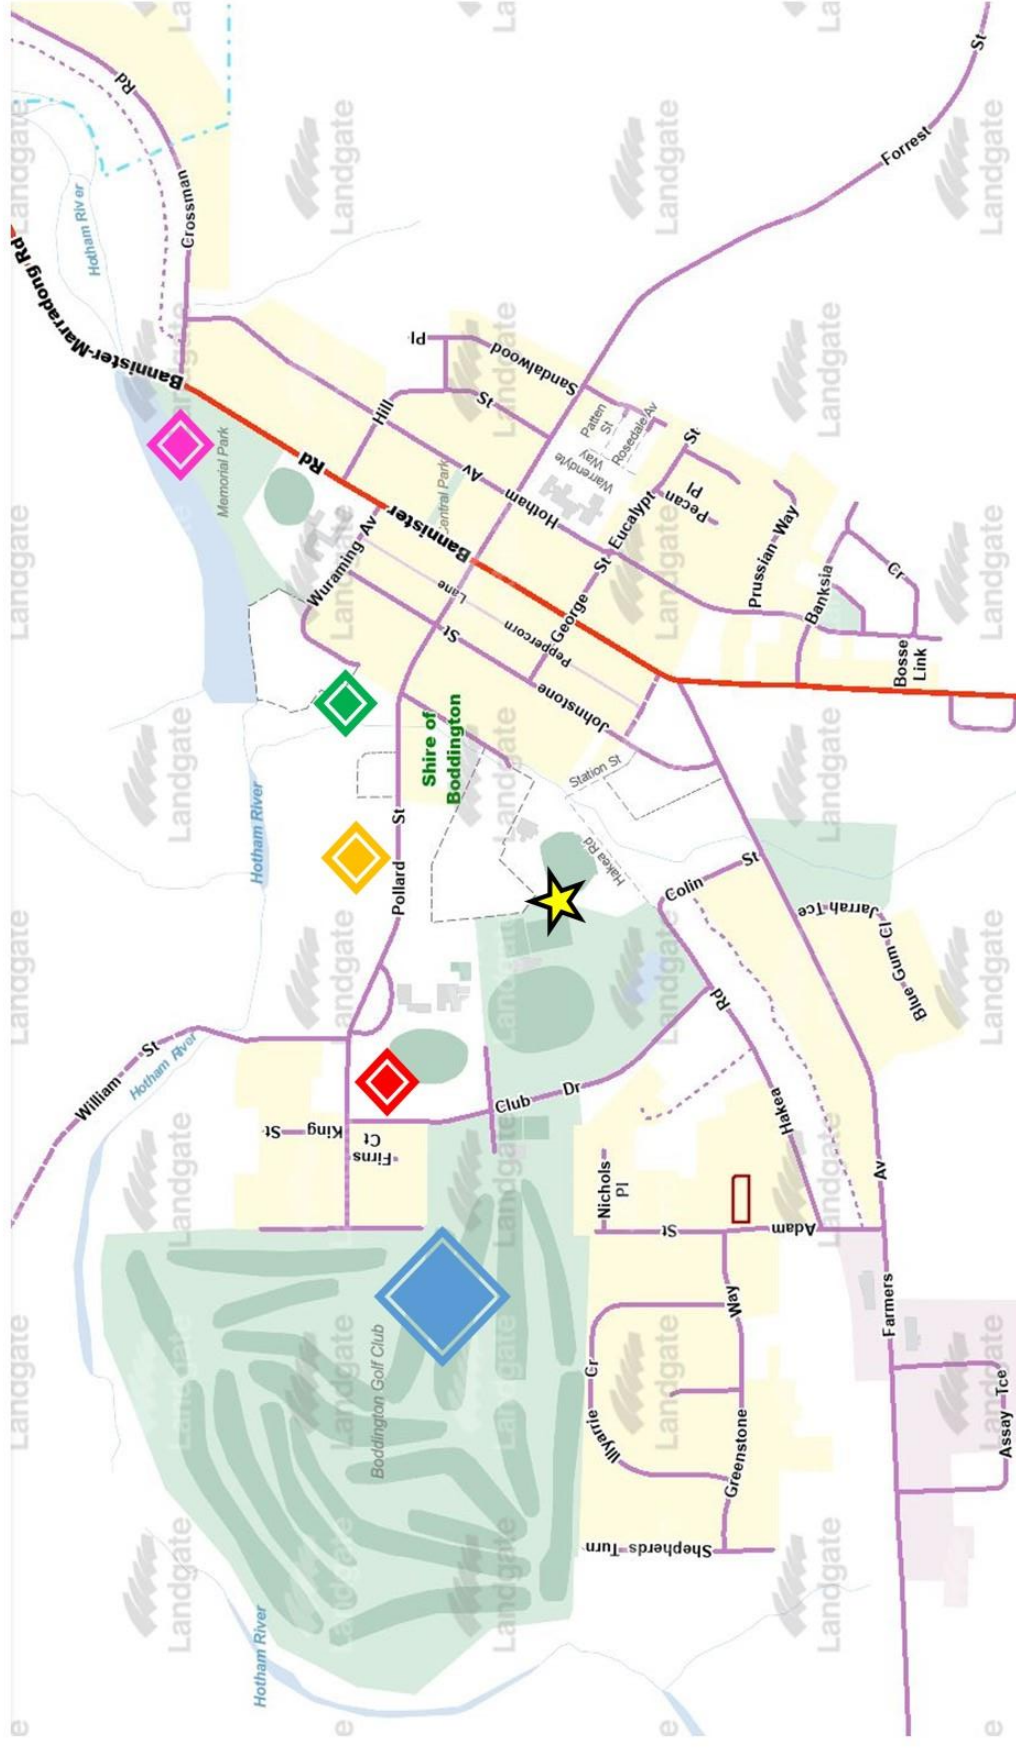 Landgate
Rd
St
Hotham River
Bannister-Marradong Rd
Crossman
Forrest
Memorial Park
Rd
Hill
Pl
Sandalwood
St
Patten
St
Rosedale Av
Warrendyle
Way
Av
Central Park
Hotham
Bannister
Wuraming Av
Lane
Peppercorn
St
George
St
Eucalypt
St
Pecan
Pl
Prussian Way
Banksia
Cr
Bosse
Link
Johnstone
Shire of
Boddington
Station St
Hotham River
St
Pollard
Hakea Rd
Colin
St
Jarrah Tce
Blue Gum Cl
Rd
William
St
Hotham River
Club
Dr
King
St
Firns
Ct
Hakea
Nichols
Pl
Av
St
Adam
Farmers
Way
Boddington Golf Club
Illyarrie
Cr
Greenstone
Assay
Tce
Shepherds Turn
Hotham River